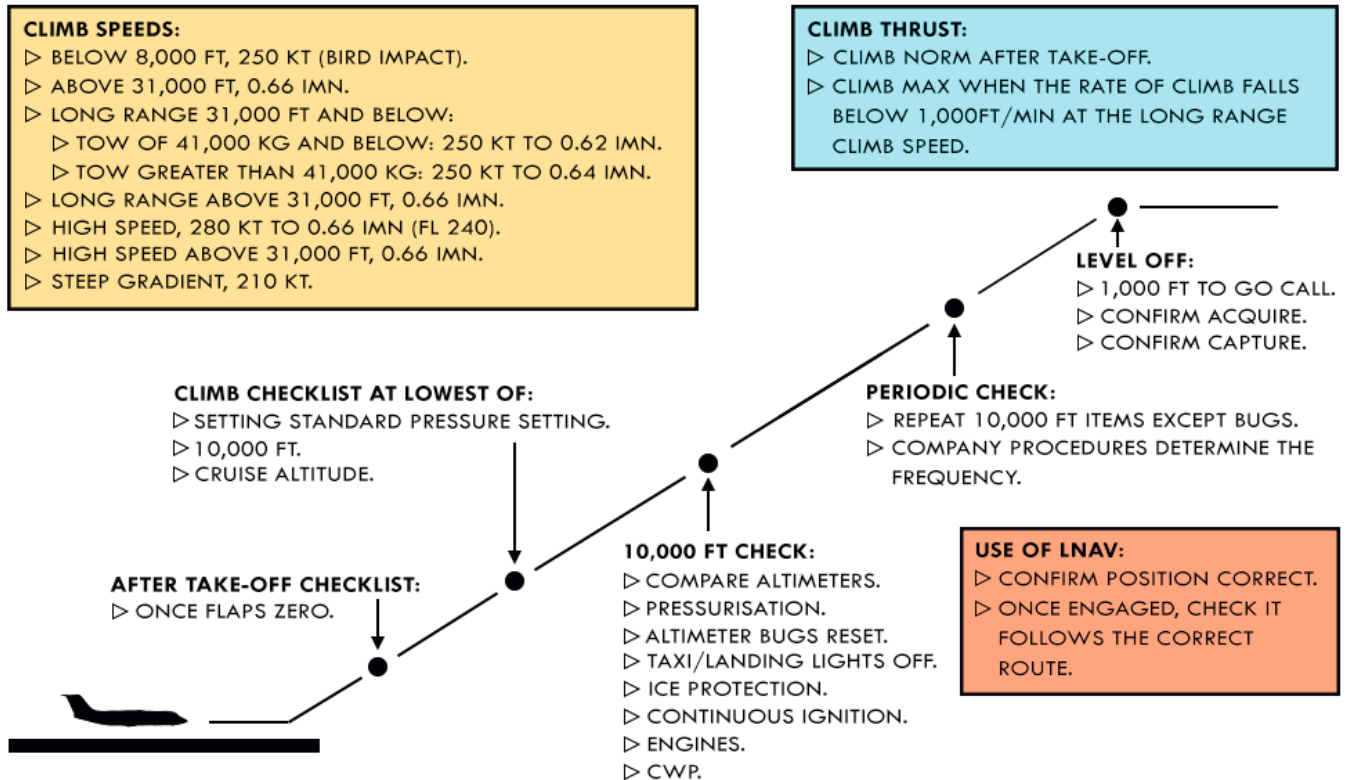 CLIMB SPEEDS:
▷ BELOW 8,000 FT, 250 KT (BIRD IMPACT).
▷ ABOVE 31,000 FT, 0.66 IMN.
▷ LONG RANGE 31,000 FT AND BELOW:
▷ TOW OF 41,000 KG AND BELOW: 250 KT TO 0.62 IMN.
▷ TOW GREATER THAN 41,000 KG: 250 KT TO 0.64 IMN.
▷ LONG RANGE ABOVE 31,000 FT, 0.66 IMN.
▷ HIGH SPEED, 280 KT TO 0.66 IMN (FL 240).
▷ HIGH SPEED ABOVE 31,000 FT, 0.66 IMN.
▷ STEEP GRADIENT, 210 KT.
CLIMB THRUST:
▷ CLIMB NORM AFTER TAKE-OFF.
▷ CLIMB MAX WHEN THE RATE OF CLIMB FALLS
BELOW 1,000FT/MIN AT THE LONG RANGE
CLIMB SPEED.
LEVEL OFF:
▷ 1,000 FT TO GO CALL.
▷ CONFIRM ACQUIRE.
▷ CONFIRM CAPTURE.
CLIMB CHECKLIST AT LOWEST OF:
▷ SETTING STANDARD PRESSURE SETTING.
▷ 10,000 FT.
▷ CRUISE ALTITUDE.
PERIODIC CHECK:
▷ REPEAT 10,000 FT ITEMS EXCEPT BUGS.
▷ COMPANY PROCEDURES DETERMINE THE
FREQUENCY.
AFTER TAKE-OFF CHECKLIST:
▷ ONCE FLAPS ZERO.
10,000 FT CHECK:
▷ COMPARE ALTIMETERS.
▷ PRESSURISATION.
▷ ALTIMETER BUGS RESET.
▷ TAXI/LANDING LIGHTS OFF.
▷ ICE PROTECTION.
▷ CONTINUOUS IGNITION.
▷ ENGINES.
▷ CWP.
USE OF LNAV:
▷ CONFIRM POSITION CORRECT.
▷ ONCE ENGAGED, CHECK IT
FOLLOWS THE CORRECT
ROUTE.